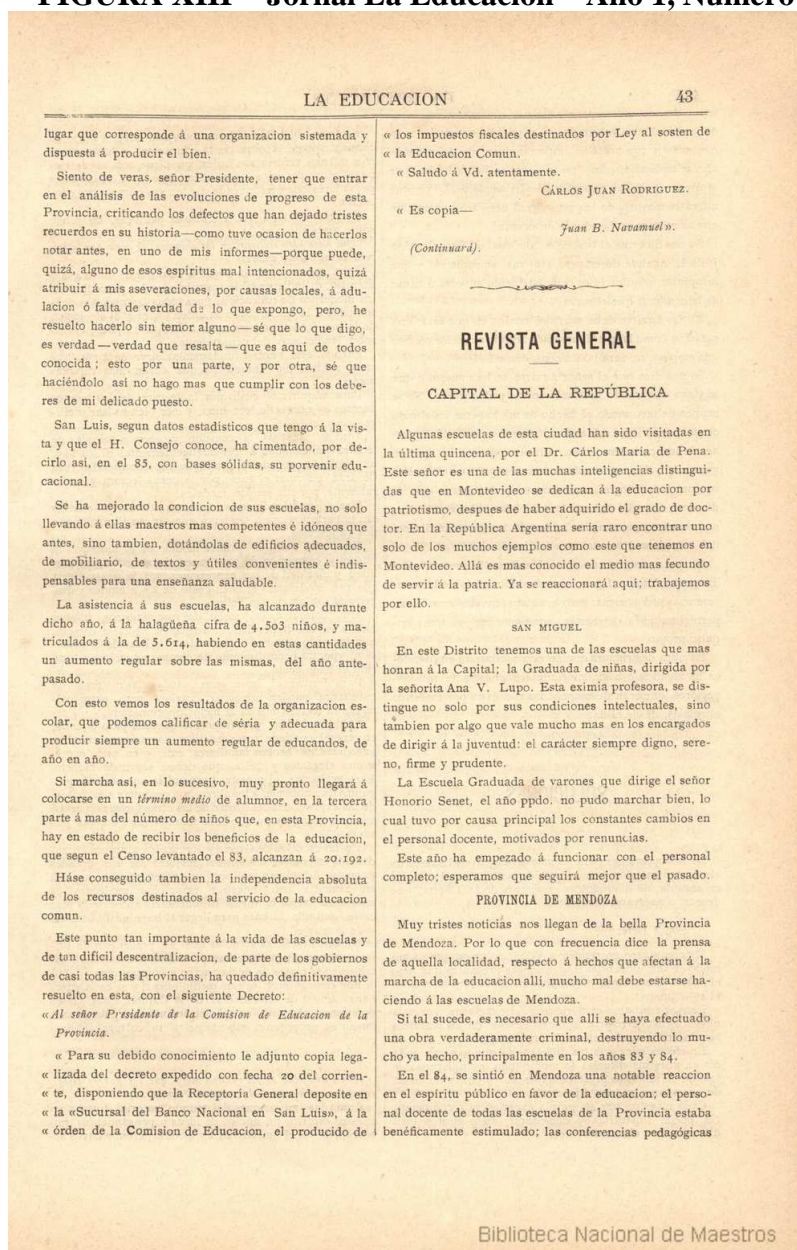 FIGURA XIII – Jornal La Educación – Año 1, Número
LA EDUCACION
43
lugar que corresponde á una organizacion sistemada y
dispuesta á producir el bien.
Siento de veras, señor Presidente, tener que entrar
en el análisis de las evoluciones de progreso de esta
Provincia, criticando los defectos que han dejado tristes
recuerdos en su historia—como tuve ocasion de hacerlos
notar antes, en uno de mis informes—porque puede,
quizá, alguno de esos espíritus mal intencionados, quizá
atribuir á mis aseveraciones, por causas locales, á adu-
lacion ó falta de verdad de lo que expongo, pero, he
resuelto hacerlo sin temor alguno—sé que lo que digo,
es verdad—verdad que resalta—que es aquí de todos
conocida; esto por una parte, y por otra, sé que
haciéndolo asi no hago mas que cumplir con los debe-
res de mi delicado puesto.
San Luis, segun datos estadísticos que tengo á la vis-
ta y que el H. Consejo conoce, ha cimentado, por de-
cirlo asi, en el 85, con bases sólidas, su porvenir edu-
cacional.
Se ha mejorado la condicion de sus escuelas, no solo
llevando á ellas maestros mas competentes é idóneos que
antes, sino tambien, dotándolas de edificios adecuados,
de mobiliario, de textos y útiles convenientes é indis-
pensables para una enseñanza saludable.
La asistencia á sus escuelas, ha alcanzado durante
dicho año, á la halagüeña cifra de 4.503 niños, y ma-
triculados á la de 5.614, habiendo en estas cantidades
un aumento regular sobre las mismas, del año ante-
pasado.
Con esto vemos los resultados de la organizacion es-
colar, que podemos calificar de séria y adecuada para
producir siempre un aumento regular de educandos, de
año en año.
Si marcha así, en lo sucesivo, muy pronto llegará á
colocarse en un término medio de alumnos, en la tercera
parte á mas del número de niños que, en esta Provincia,
hay en estado de recibir los beneficios de la educacion,
que segun el Censo levantado el 83, alcanzan á 20.192.
Háse conseguido tambien la independencia absoluta
de los recursos destinados al servicio de la educacion
comun.
Este punto tan importante á la vida de las escuelas y
de tan dificil descentralizacion, de parte de los gobiernos
de casi todas las Provincias, ha quedado definitivamente
resuelto en esta, con el siguiente Decreto:
«Al señor Presidente de la Comision de Educacion de la
Provincia.
« Para su debido conocimiento le adjunto copia lega-
« lizada del decreto expedido con fecha 20 del corrien-
« te, disponiendo que la Receptoría General deposite en
« la «Sucursal del Banco Nacional en San Luis», á la
« órden de la Comision de Educacion, el producido de
« los impuestos fiscales destinados por Ley al sosten de
« la Educacion Comun.
« Saludo á Vd. atentamente.
CÁRLOS JUAN RODRIGUEZ.
« Es copia—
Juan B. Navamuel».
(Continuará).
REVISTA GENERAL
CAPITAL DE LA REPÚBLICA
Algunas escuelas de esta ciudad han sido visitadas en
la última quincena, por el Dr. Cárlos Maria de Pena.
Este señor es una de las muchas inteligencias distingui-
das que en Montevideo se dedican á la educacion por
patriotismo, despues de haber adquirido el grado de doc-
tor. En la República Argentina sería raro encontrar uno
solo de los muchos ejemplos como este que tenemos en
Montevideo. Allá es mas conocido el medio mas fecundo
de servir á la patria. Ya se reaccionará aquí; trabajemos
por ello.
SAN MIGUEL
En este Distrito tenemos una de las escuelas que mas
honran á la Capital; la Graduada de niñas, dirigida por
la señorita Ana V. Lupo. Esta eximia profesora, se dis-
tingue no solo por sus condiciones intelectuales, sino
tambien por algo que vale mucho mas en los encargados
de dirigir á la juventud: el carácter siempre digno, sere-
no, firme y prudente.
La Escuela Graduada de varones que dirige el señor
Honorio Senet, el año ppdo. no pudo marchar bien, lo
cual tuvo por causa principal los constantes cambios en
el personal docente, motivados por renuncias.
Este año ha empezado á funcionar con el personal
completo; esperamos que seguirá mejor que el pasado.
PROVINCIA DE MENDOZA
Muy tristes noticias nos llegan de la bella Provincia
de Mendoza. Por lo que con frecuencia dice la prensa
de aquella localidad, respecto á hechos que afectan á la
marcha de la educacion allí, mucho mal debe estarse ha-
ciendo á las escuelas de Mendoza.
Si tal sucede, es necesario que alli se haya efectuado
una obra verdaderamente criminal, destruyendo lo mu-
cho ya hecho, principalmente en los años 83 y 84.
En el 84, se sintió en Mendoza una notable reaccion
en el espíritu público en favor de la educacion; el perso-
nal docente de todas las escuelas de la Provincia estaba
benéficamente estimulado; las conferencias pedagógicas
Biblioteca Nacional de Maestros